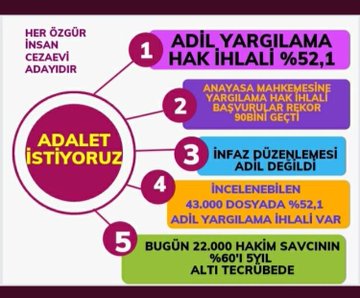 HER ÖZGÜR
İNSAN
CEZAEVİ
ADAYIDIR
ADALET
İSTİYORUZ
1
ADİL YARGILAMA
HAK İHLALİ %52,1
2
ANAYASA MAHKEMESİNE
YARGILAMA HAK İHLALİ
BAŞVURULAR REKOR
90BİNİ GEÇTİ
3
İNFAZ DÜZENLEMESİ
ADİL DEĞİLDİ
4
İNCELENEBİLEN
43.000 DOSYADA %52,1
ADİL YARGILAMA İHLALİ VAR
5
BUGÜN 22.000 HAKİM SAVCININ
%60'I 5YIL
ALTI TECRÜBEDE